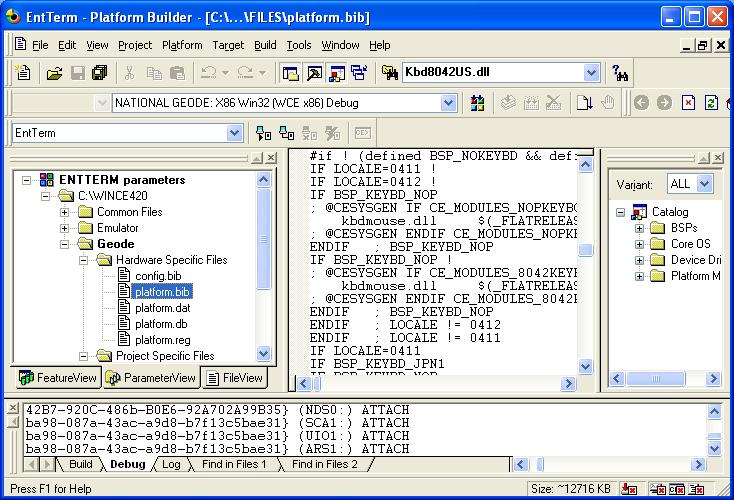 EntTerm - Platform Builder - [C:\...\FILES\platform.bib]
File Edit View Project Platform Target Build Tools Window Help
Kbd8042US.dll
NATIONAL GEODE: X86 Win32 (WCE x86) Debug
EntTerm
ENTTERM parameters
C:\WINCE420
Common Files
Emulator
Geode
Hardware Specific Files
config.bib
platform.bib
platform.dat
platform.db
platform.reg
Project Specific Files
FeatureView ParameterView FileView
#if ! (defined BSP_NOKEYBD && defi
IF LOCALE=0411 !
IF LOCALE=0412 !
IF BSP_KEYBD_NOP
; @CESYSGEN IF CE_MODULES_NOPKEYBO
kbdmouse.dll $(_FLATRELEAS
; @CESYSGEN ENDIF CE_MODULES_NOPKE
ENDIF ; BSP_KEYBD_NOP
IF BSP_KEYBD_NOP !
; @CESYSGEN IF CE_MODULES_8042KEYB
kbdmouse.dll $(_FLATRELEAS
; @CESYSGEN ENDIF CE_MODULES_8042K
ENDIF ; BSP_KEYBD_NOP
ENDIF ; LOCALE != 0412
ENDIF ; LOCALE != 0411
IF LOCALE=0411
IF BSP_KEYBD_JPN1
IF BSP_KEYBD_NOP
Variant: ALL
Catalog
BSPs
Core OS
Device Dri
Platform M
42B7-920C-486b-B0E6-92A702A99B35} (NDS0:) ATTACH
ba98-087a-43ac-a9d8-b7f13c5bae31} (SCA1:) ATTACH
ba98-087a-43ac-a9d8-b7f13c5bae31} (UIO1:) ATTACH
ba98-087a-43ac-a9d8-b7f13c5bae31} (ARS1:) ATTACH
Build Debug Log Find in Files 1 Find in Files 2
Press F1 for Help
Size: ~12716 KB